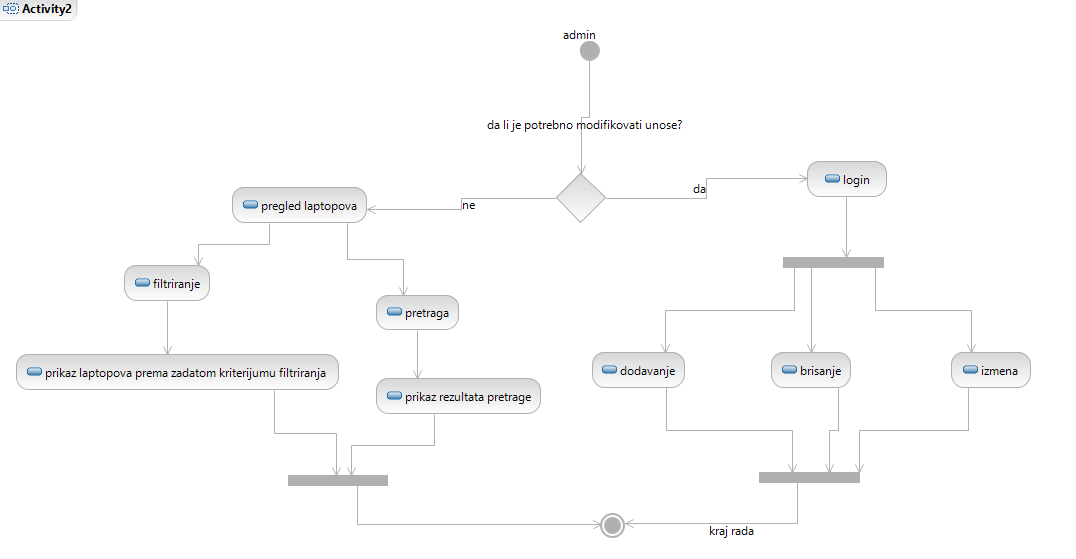 Activity2
admin
da li je potrebno modifikovati unose?
login
da
ne
pregled laptopova
filtriranje
pretraga
prikaz laptopova prema zadatom kriterijumu filtriranja
dodavanje
brisanje
izmena
prikaz rezultata pretrage
kraj rada